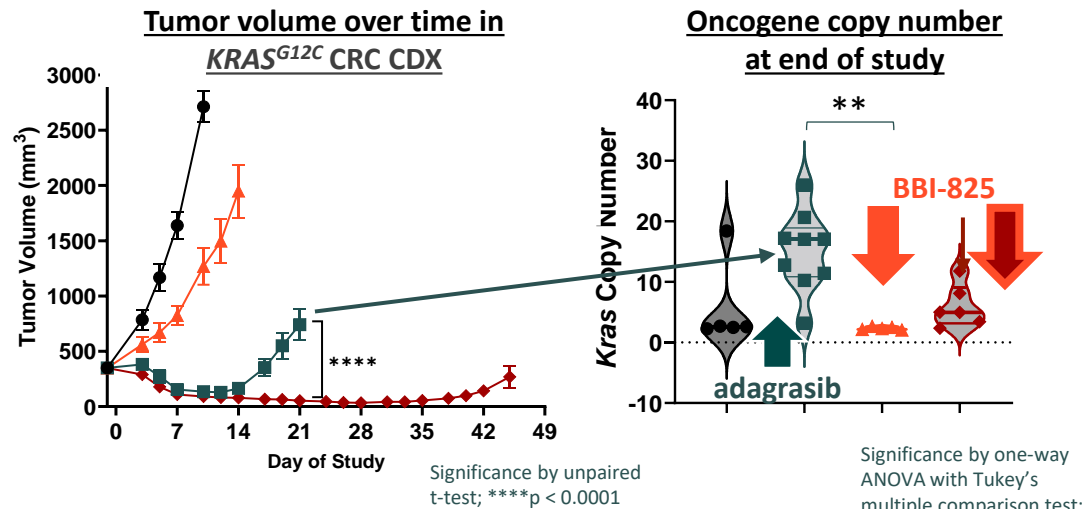 Tumor volume over time in
KRASG12C CRC CDX
Tumor Volume (mm3)
3000
2500
2000
1500
1000
500
0
0 7 14 21 28 35 42 49
Day of Study
****
Significance by unpaired
t-test; ****p < 0.0001
Oncogene copy number
at end of study
Kras Copy Number
40
30
20
10
0
-10
**
BBI-825
adagrasib
Significance by one-way
ANOVA with Tukey's
multiple comparison test;